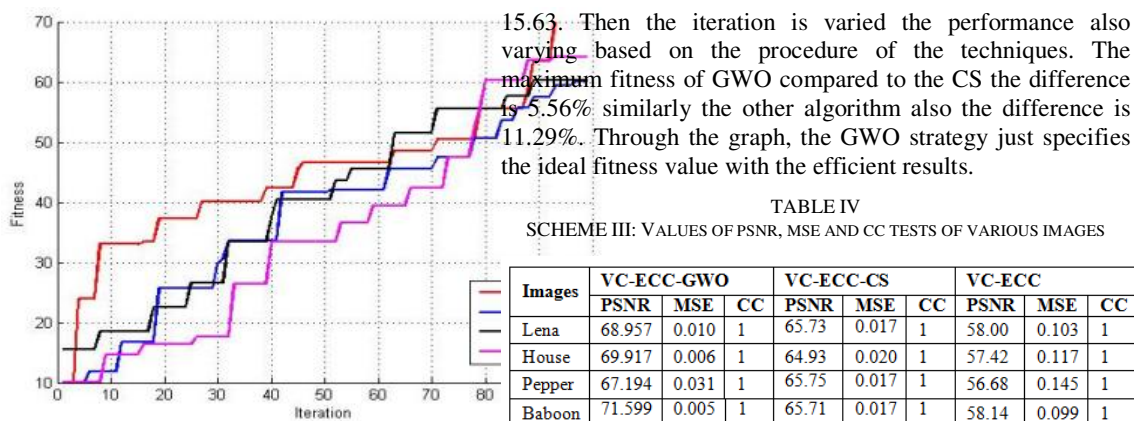 70
60
50
40
30
20
10
0
10
20
30
40
50
60
70
80
Fitness
Iteration
15.63. Then the iteration is varied the performance also
varying based on the procedure of the techniques. The
maximum fitness of GWO compared to the CS the difference
is 5.56% similarly the other algorithm also the difference is
11.29%. Through the graph, the GWO strategy just specifies
the ideal fitness value with the efficient results.
TABLE IV
SCHEME III: VALUES OF PSNR, MSE AND CC TESTS OF VARIOUS IMAGES
Images VC-ECC-GWO VC-ECC-CS VC-ECC
PSNR MSE CC PSNR MSE CC PSNR MSE CC
Lena 68.957 0.010 1 65.73 0.017 1 58.00 0.103 1
House 69.917 0.006 1 64.93 0.020 1 57.42 0.117 1
Pepper 67.194 0.031 1 65.75 0.017 1 56.68 0.145 1
Baboon 71.599 0.005 1 65.71 0.017 1 58.14 0.099 1